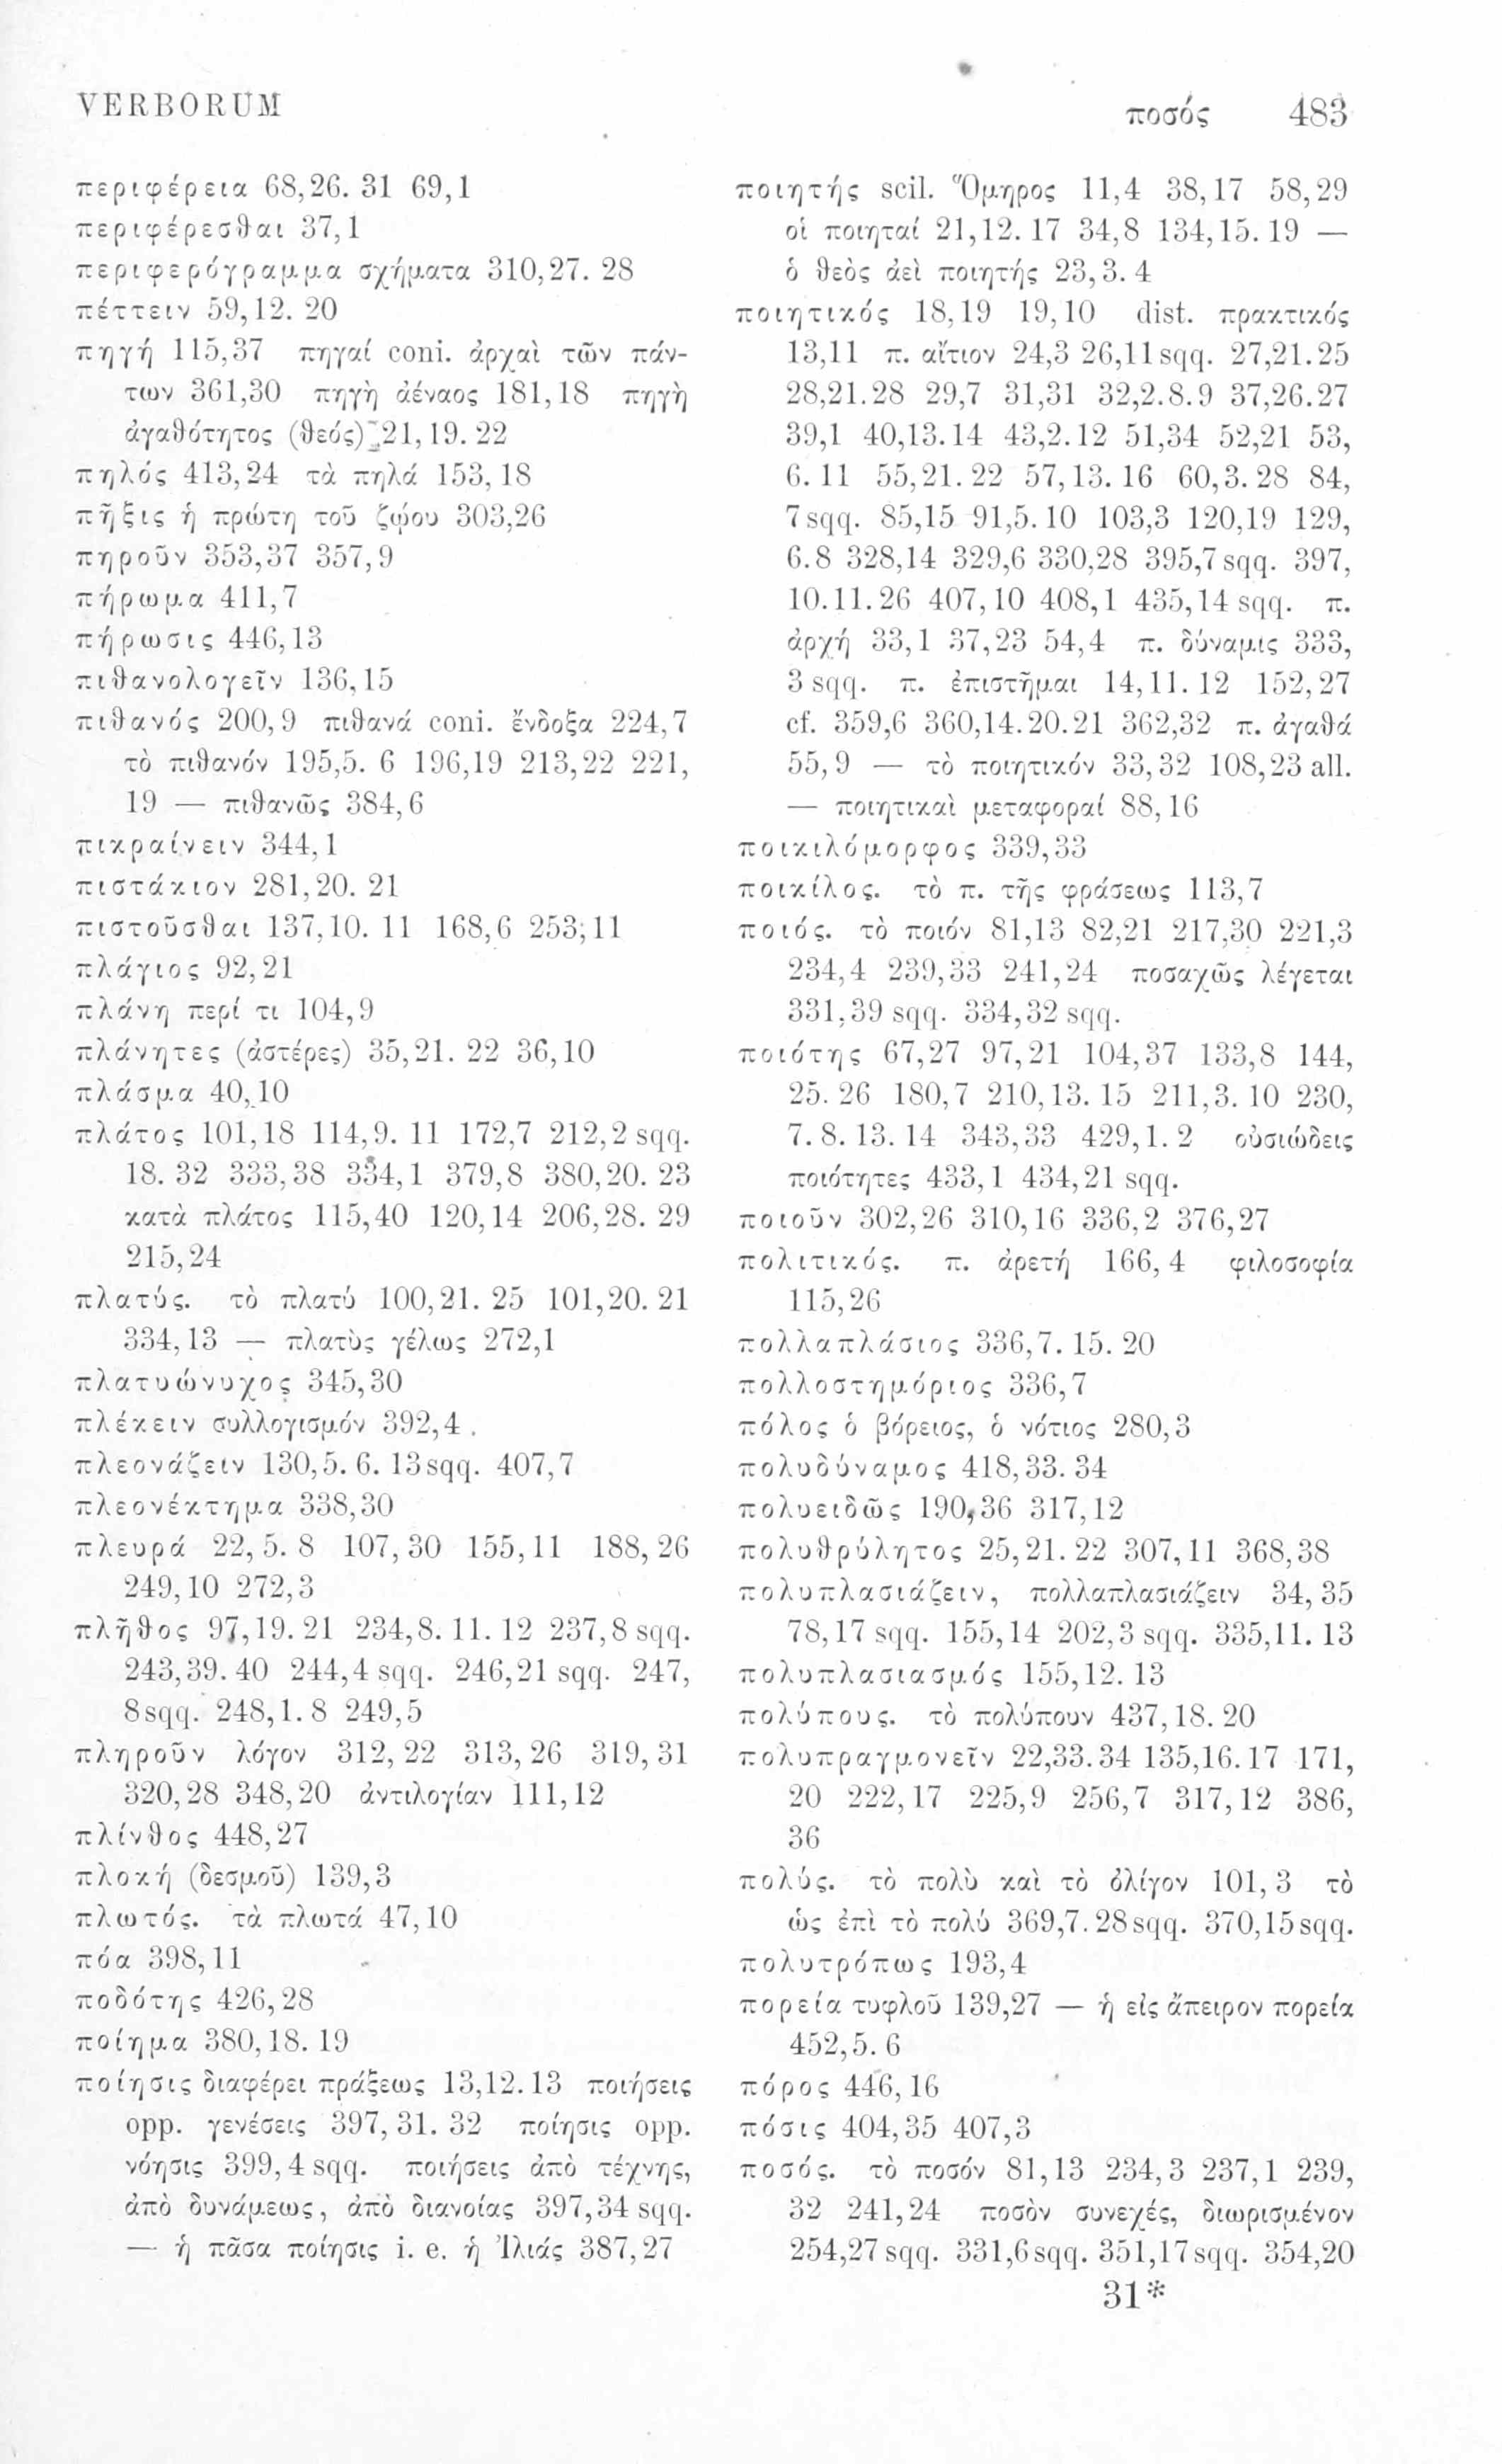 VERBORUM
ποσός 483
περιφέρεια 68,26. 31 69,1
περιφέρεσθαι 37,1
περιφερόγραμμα σχήματα 310,27. 28
πέττειν 59,12. 20
πηγή 115,37 πηγαί coni. ἀρχαὶ τῶν πάν-
των 361,30 πηγὴ ἀέναος 181,18 πηγὴ
ἀγαθότητος (θεός) 21,19. 22
πηλός 413,24 τὰ πηλά 153,18
πῆξις ἡ πρώτη τοῦ ζῴου 303,26
πηροῦν 353,37 357,9
πήρωμα 411,7
πήρωσις 446,13
πιθανολογεῖν 136,15
πιθανός 200,9 πιθανά coni. ἔνδοξα 224,7
τὸ πιθανόν 195,5. 6 196,19 213,22 221,
19 — πιθανῶς 384,6
πικραίνειν 344,1
πιστάκιον 281,20. 21
πιστοῦσθαι 137,10. 11 168,6 253,11
πλάγιος 92,21
πλάνη περί τι 104,9
πλάνητες (ἀστέρες) 35,21. 22 36,10
πλάσμα 40,10
πλάτος 101,18 114,9. 11 172,7 212,2 sqq.
18. 32 333,38 334,1 379,8 380,20. 23
κατὰ πλάτος 115,40 120,14 206,28. 29
215,24
πλατύς. τὸ πλατύ 100,21. 25 101,20. 21
334,13 — πλατὺς γέλως 272,1
πλατυώνυχος 345,30
πλέκειν συλλογισμόν 392,4.
πλεονάζειν 130,5. 6. 13sqq. 407,7
πλεονέκτημα 338,30
πλευρά 22,5. 8 107,30 155,11 188,26
249,10 272,3
πλῆθος 97,19. 21 234,8. 11. 12 237,8 sqq.
243,39. 40 244,4 sqq. 246,21 sqq. 247,
8sqq. 248,1. 8 249,5
πληροῦν λόγον 312,22 313,26 319,31
320,28 348,20 ἀντιλογίαν 111,12
πλίνθος 448,27
πλοκή (δεσμοῦ) 139,3
πλωτός. τὰ πλωτά 47,10
πόα 398,11
ποδότης 426,28
ποίημα 380,18. 19
ποίησις διαφέρει πράξεως 13,12.13 ποιήσεις
opp. γενέσεις 397,31. 32 ποίησις opp.
νόησις 399,4 sqq. ποιήσεις ἀπὸ τέχνης,
ἀπὸ δυνάμεως, ἀπὸ διανοίας 397,34 sqq.
— ἡ πᾶσα ποίησις i. e. ἡ Ἰλιάς 387,27
ποιητής scil. Ὅμηρος 11,4 38,17 58,29
οἱ ποιηταί 21,12. 17 34,8 134,15. 19 —
ὁ θεὸς ἀεὶ ποιητής 23,3. 4
ποιητικός 18,19 19,10 dist. πρακτικός
13,11 π. αἴτιον 24,3 26,11sqq. 27,21.25
28,21.28 29,7 31,31 32,2.8.9 37,26.27
39,1 40,13.14 43,2.12 51,34 52,21 53,
6. 11 55,21. 22 57,13. 16 60,3. 28 84,
7sqq. 85,15 91,5. 10 103,3 120,19 129,
6.8 328,14 329,6 330,28 395,7sqq. 397,
10.11.26 407,10 408,1 435,14 sqq. π.
ἀρχή 33,1 37,23 54,4 π. δύναμις 333,
3 sqq. π. ἐπιστῆμαι 14,11. 12 152,27
cf. 359,6 360,14.20.21 362,32 π. ἀγαθά
55,9 — τὸ ποιητικόν 33,32 108,23 all.
— ποιητικαὶ μεταφοραί 88,16
ποικιλόμορφος 339,33
ποικίλος. τὸ π. τῆς φράσεως 113,7
ποιός. τὸ ποιόν 81,13 82,21 217,30 221,3
234,4 239,33 241,24 ποσαχῶς λέγεται
331,39 sqq. 334,32 sqq.
ποιότης 67,27 97,21 104,37 133,8 144,
25. 26 180,7 210,13. 15 211,3. 10 230,
7. 8. 13. 14 343,33 429,1. 2 οὐσιώδεις
ποιότητες 433,1 434,21 sqq.
ποιοῦν 302,26 310,16 336,2 376,27
πολιτικός. π. ἀρετή 166,4 φιλοσοφία
115,26
πολλαπλάσιος 336,7. 15. 20
πολλοστημόριος 336,7
πόλος ὁ βόρειος, ὁ νότιος 280,3
πολυδύναμος 418,33. 34
πολυειδῶς 190,36 317,12
πολυθρύλητος 25,21. 22 307,11 368,38
πολυπλασιάζειν, πολλαπλασιάζειν 34,35
78,17 sqq. 155,14 202,3 sqq. 335,11. 13
πολυπλασιασμός 155,12. 13
πολύπους. τὸ πολύπουν 437,18. 20
πολυπραγμονεῖν 22,33.34 135,16.17 171,
20 222,17 225,9 256,7 317,12 386,
36
πολύς. τὸ πολὺ καὶ τὸ ὀλίγον 101,3 τὸ
ὡς ἐπὶ τὸ πολύ 369,7. 28sqq. 370,15sqq.
πολυτρόπως 193,4
πορεία τυφλοῦ 139,27 — ἡ εἰς ἄπειρον πορεία
452,5. 6
πόρος 446,16
πόσις 404,35 407,3
ποσός. τὸ ποσόν 81,13 234,3 237,1 239,
32 241,24 ποσὸν συνεχές, διωρισμένον
254,27sqq. 331,6sqq. 351,17sqq. 354,20
31*